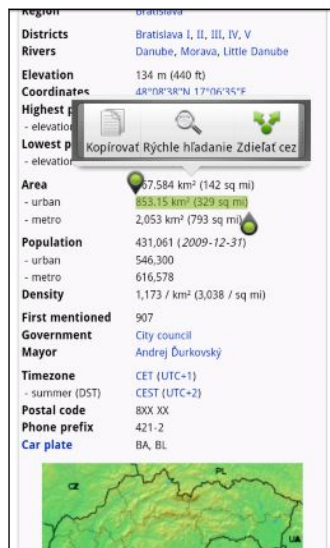 Region Bratislava
Districts Bratislava I, II, III, IV, V
Rivers Danube, Morava, Little Danube
Elevation 134 m (440 ft)
Coordinates 48°08'38"N 17°06'35"E
Highest p
- elevation
Kopírovať Rýchle hľadanie Zdieľať cez
Lowest p
- elevation
Area 67.584 km² (142 sq mi)
- urban 853.15 km² (329 sq mi)
- metro 2,053 km² (793 sq mi)
Population 431,061 (2009-12-31)
- urban 546,300
- metro 616,578
Density 1,173 / km² (3,038 / sq mi)
First mentioned 907
Government City council
Mayor Andrej Ďurkovský
Timezone CET (UTC+1)
- summer (DST) CEST (UTC+2)
Postal code 8XX XX
Phone prefix 421-2
Car plate BA, BL
CZ PL
UA